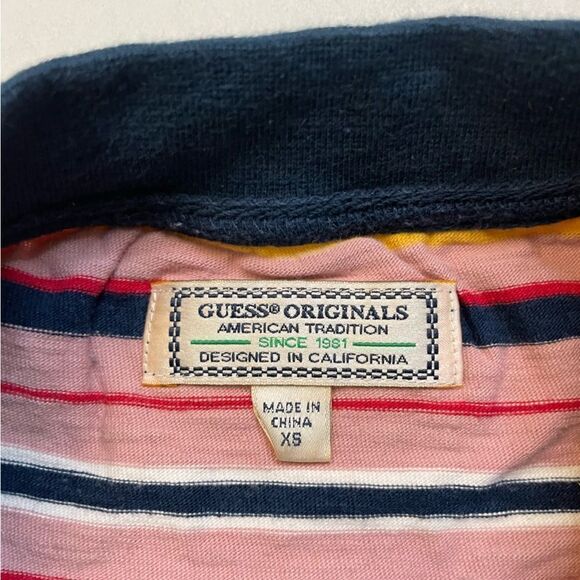 GUESS® ORIGINALS
AMERICAN TRADITION
SINCE 1981
DESIGNED IN CALIFORNIA
MADE IN
CHINA
XS